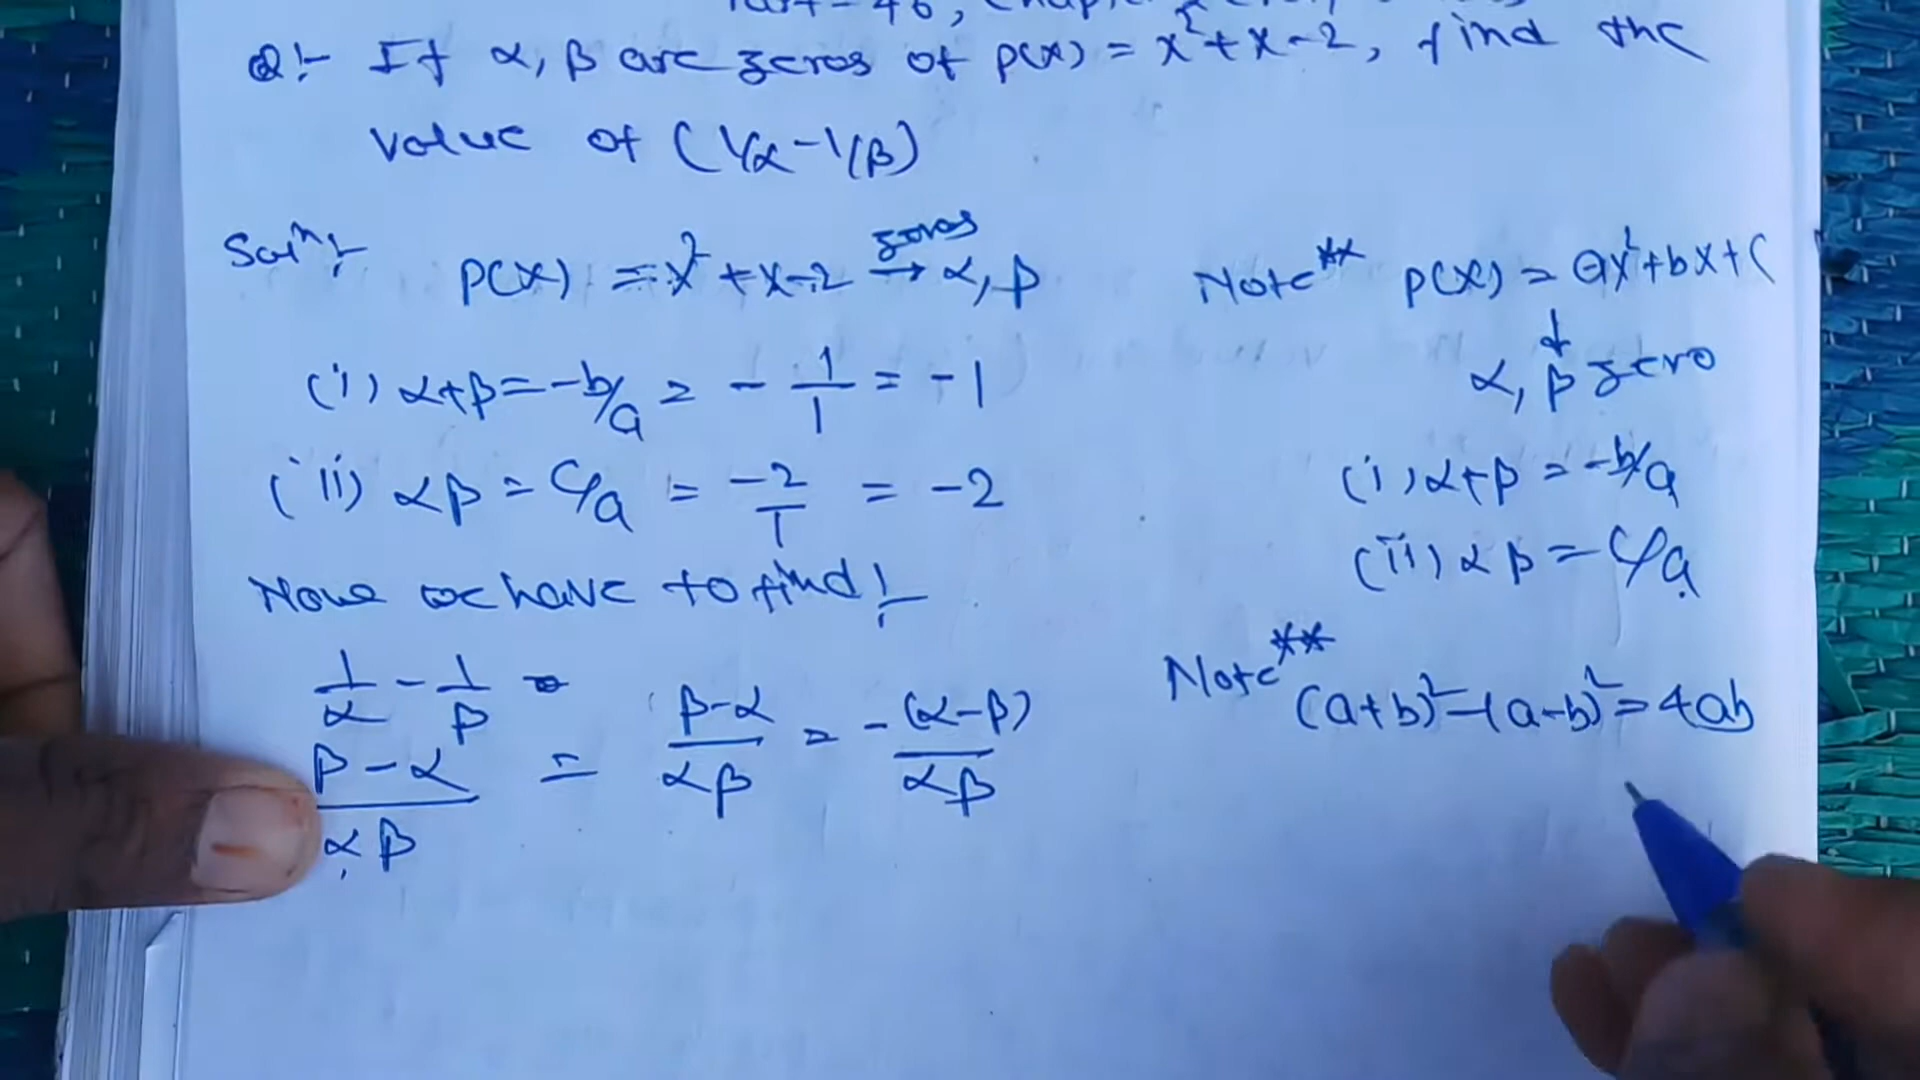 Q:- If α, β are zeros of p(x) = x²+x-2, find the
value of (1/α-1/β)
Solⁿ:- p(x) = x²+x-2 zeros→ α, β
(i) α+β=-b/a = - 1/1 = -1
(ii) αβ = c/a = -2/1 = -2
Now we have to find:-
1/α - 1/β =
β-α/αβ = β-α/αβ = -(α-β)/αβ
Note** p(x) = ax²+bx+c
↓
α, β zero
(i) α+β = -b/a
(ii) αβ = c/a
Note**
(a+b)²-(a-b)² = 4ab